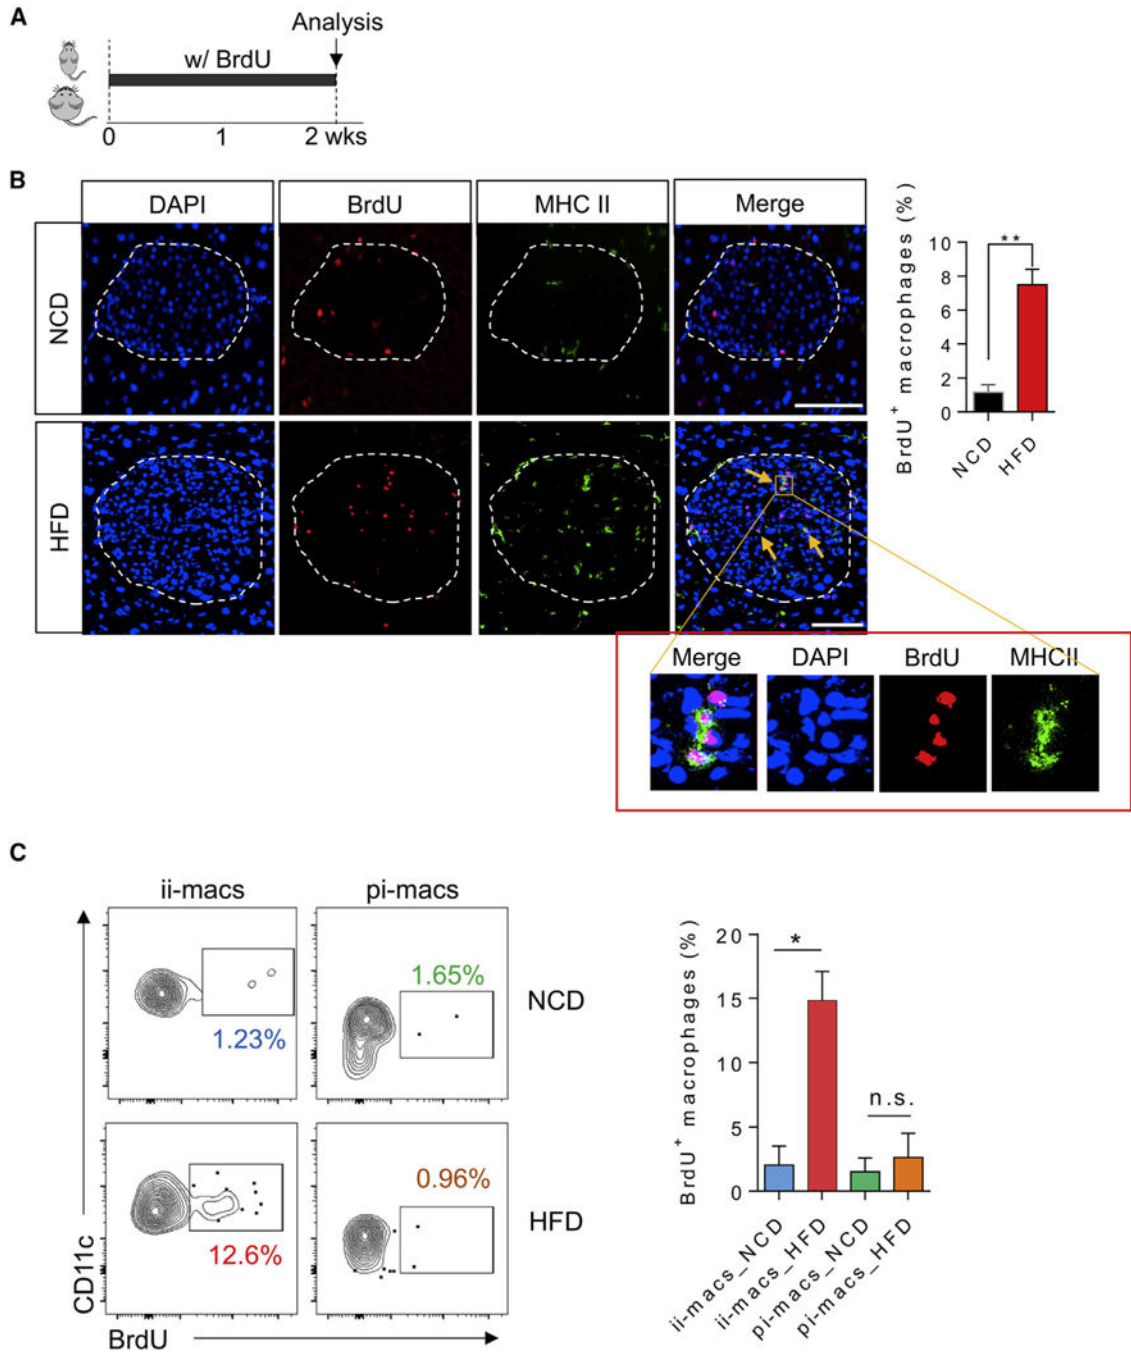 A
Analysis
w/ BrdU
0 1 2 wks
B
DAPI BrdU MHC II Merge
NCD
HFD
BrdU+ macrophages (%)
10
8
6
4
2
0
**
NCD HFD
Merge DAPI BrdU MHCII
C
ii-macs pi-macs
1.23%
1.65%
NCD
12.6%
0.96%
HFD
CD11c
BrdU
BrdU+ macrophages (%)
20
15
10
5
0
*
n.s.
ii-macs_NCD
ii-macs_HFD
pi-macs_NCD
pi-macs_HFD